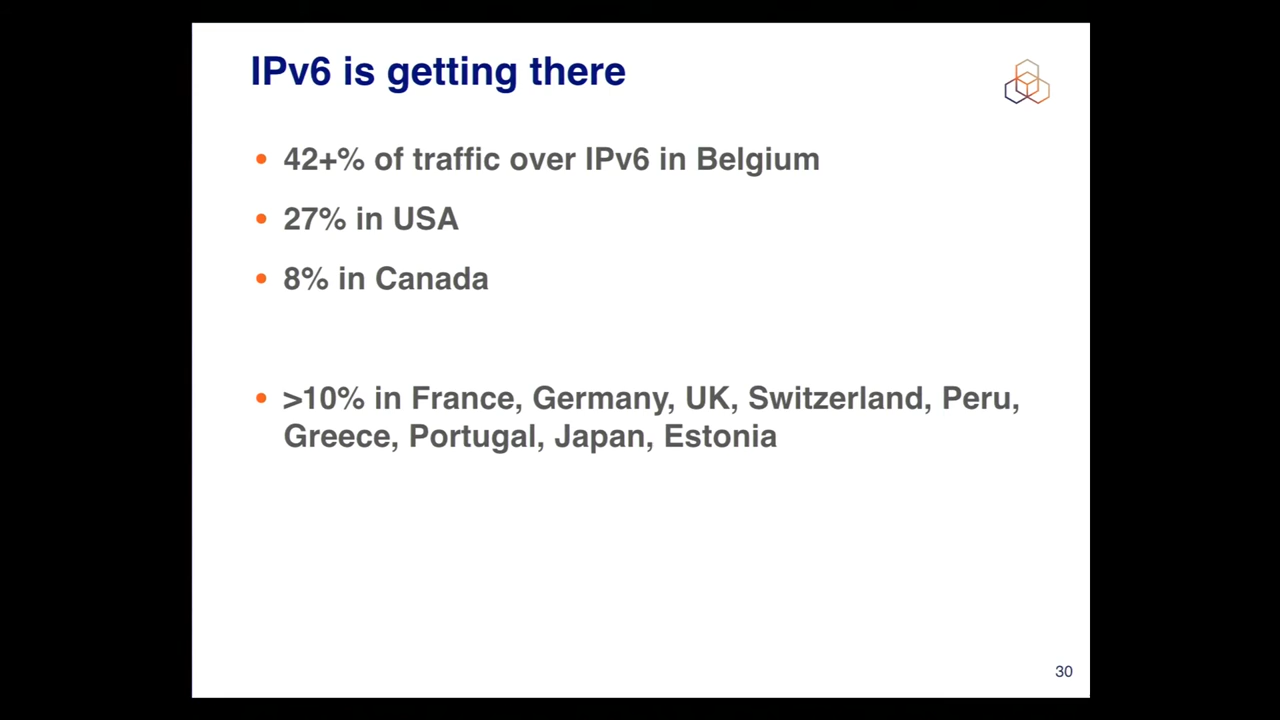 IPv6 is getting there
• 42+% of traffic over IPv6 in Belgium
• 27% in USA
• 8% in Canada
• >10% in France, Germany, UK, Switzerland, Peru,
Greece, Portugal, Japan, Estonia
30